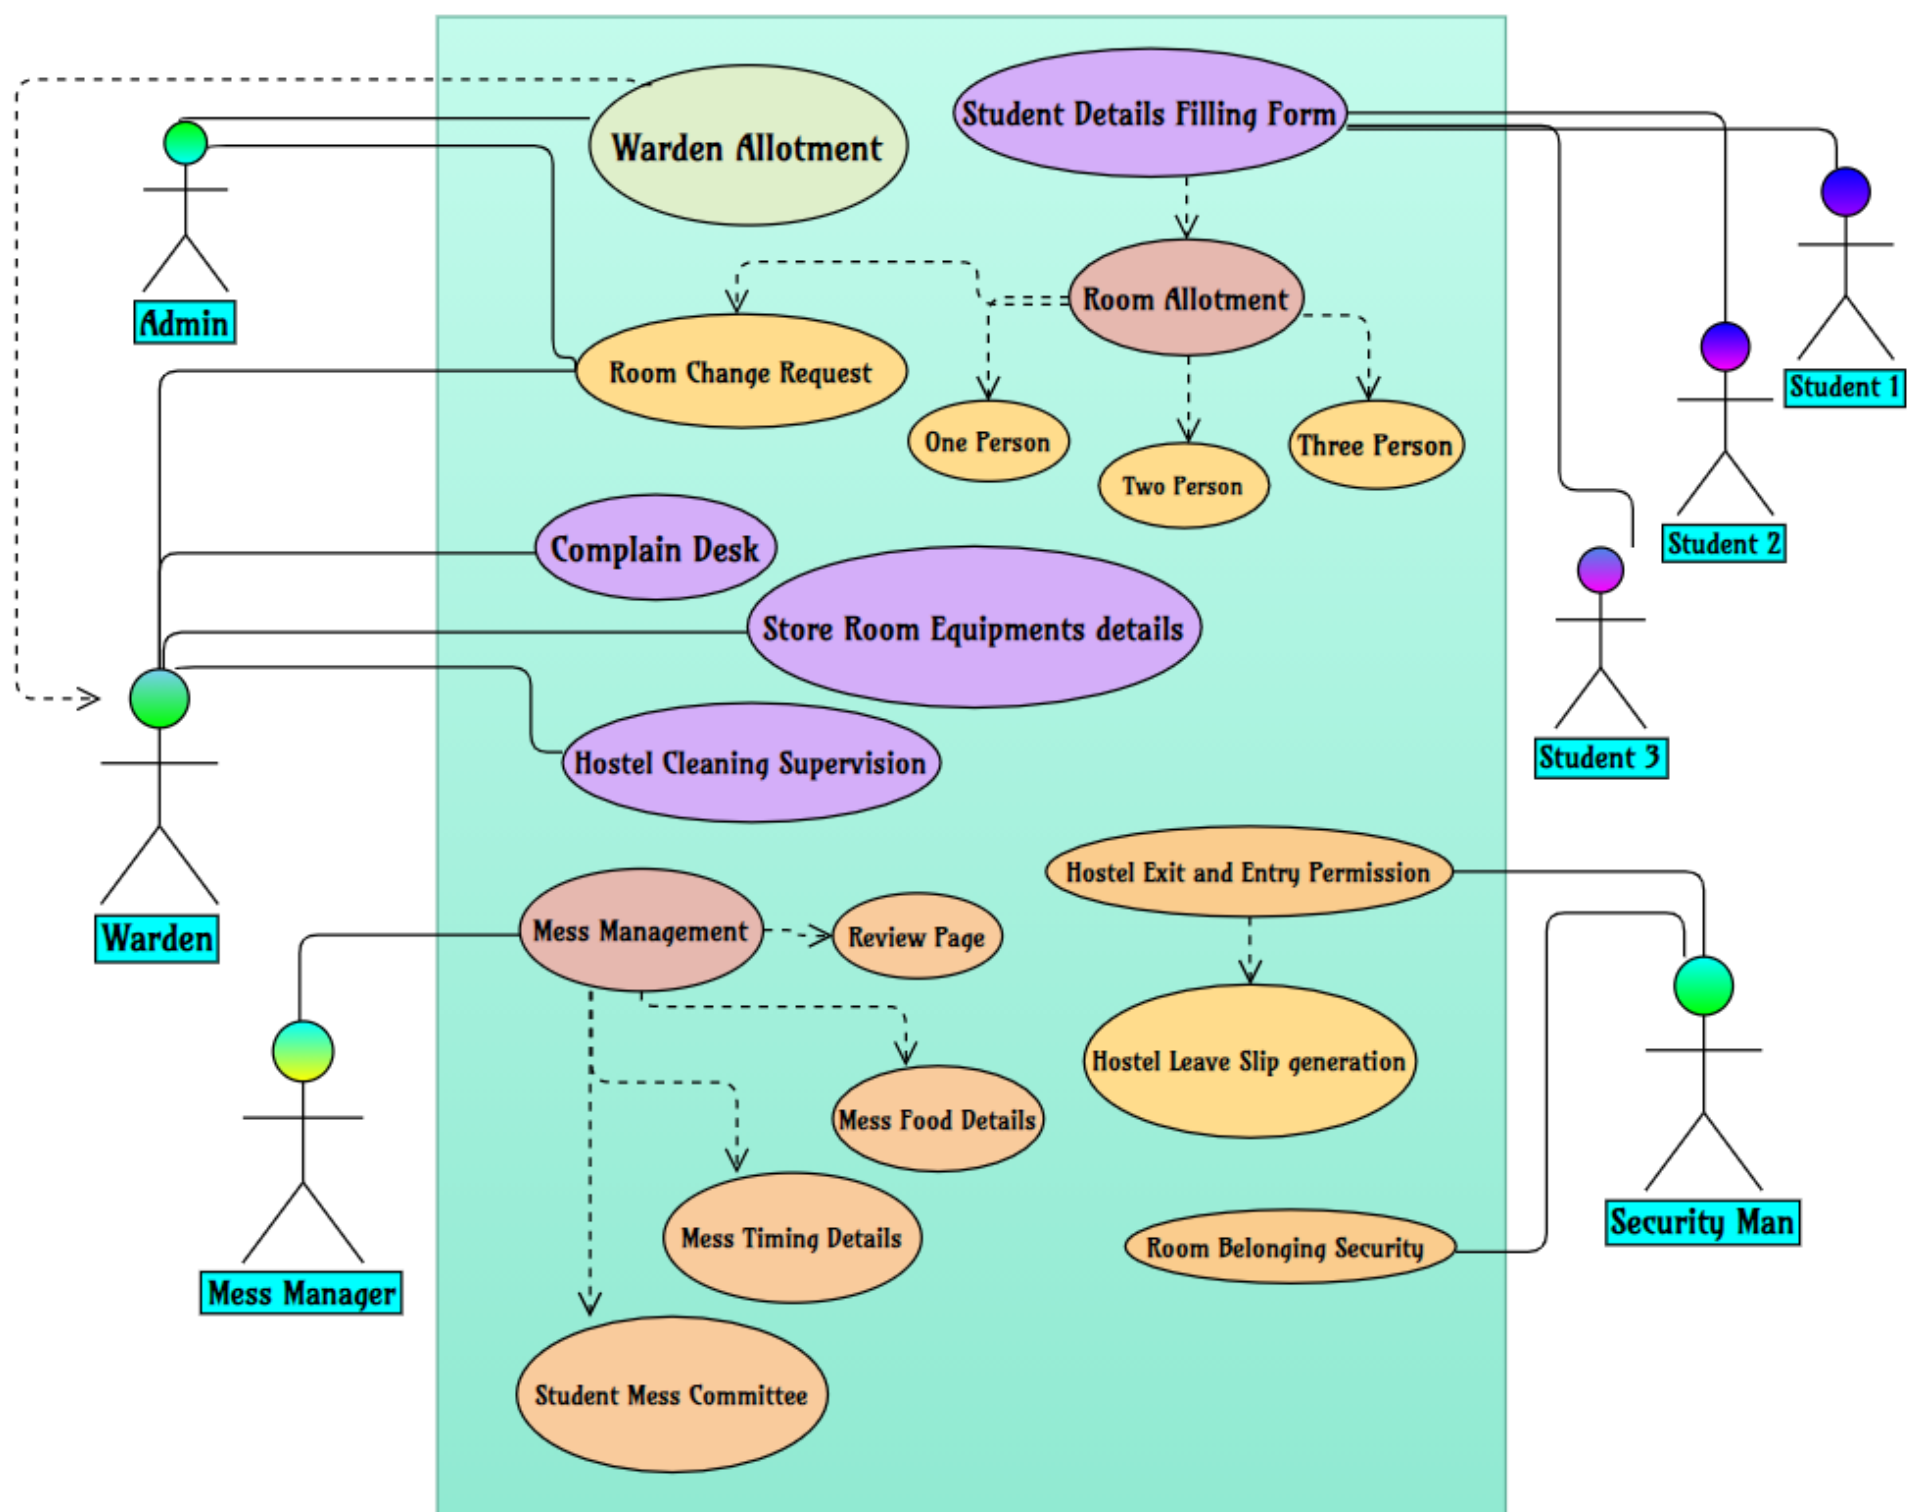 Warden Allotment
Student Details Filling Form
Admin
Room Allotment
Room Change Request
One Person
Two Person
Three Person
Student 1
Student 2
Student 3
Complain Desk
Store Room Equipments details
Hostel Cleaning Supervision
Warden
Hostel Exit and Entry Permission
Mess Management
Review Page
Hostel Leave Slip generation
Mess Food Details
Mess Timing Details
Room Belonging Security
Security Man
Mess Manager
Student Mess Committee